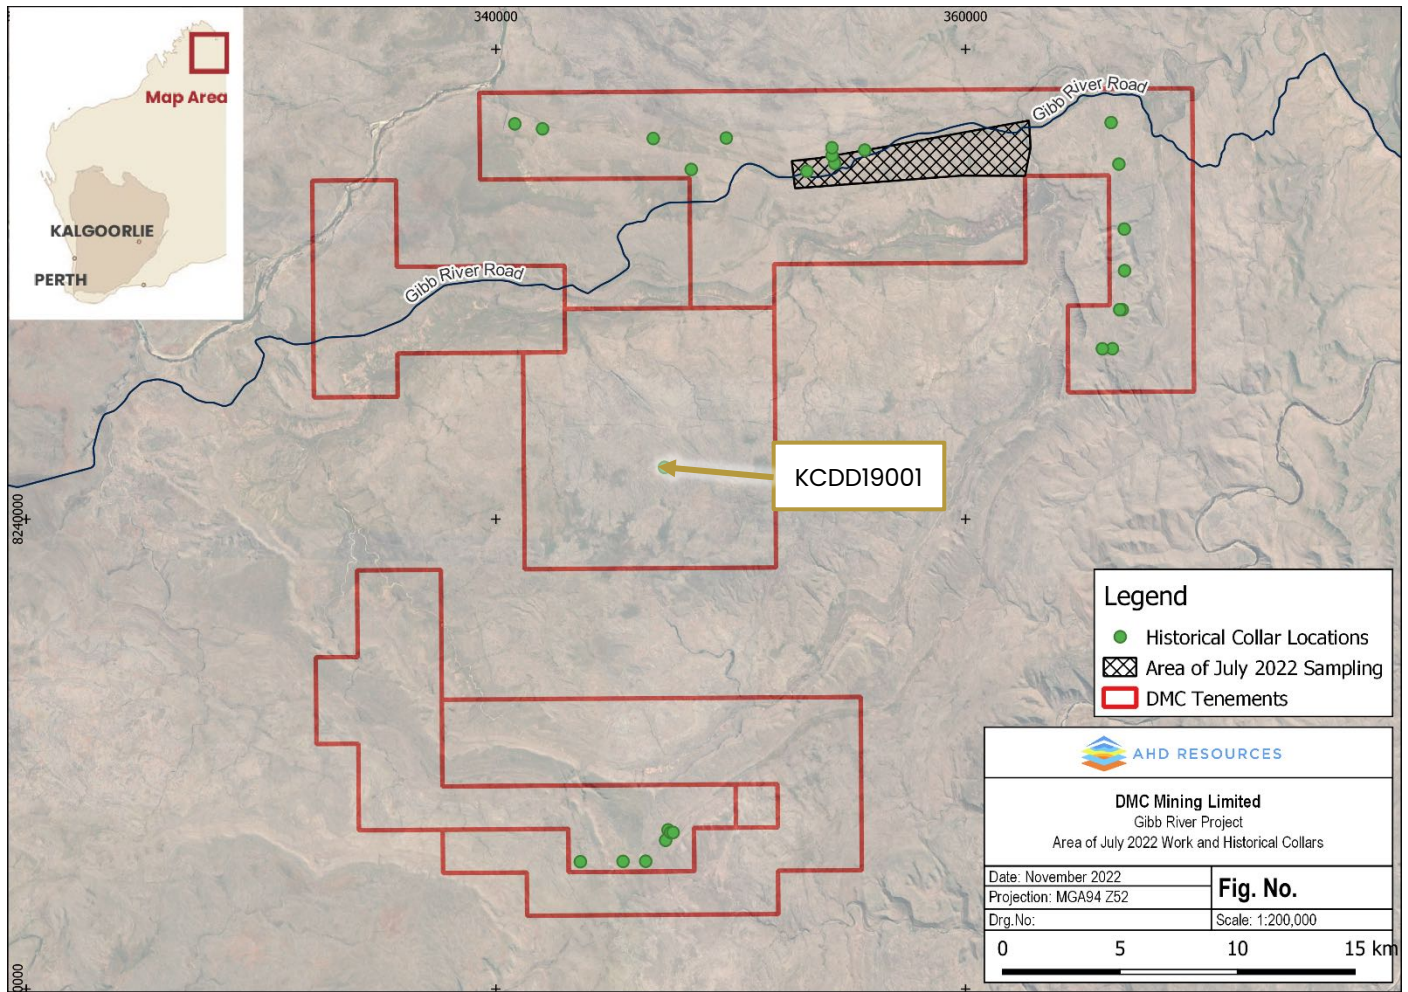 340000
360000
Map Area
KALGOORLIE
PERTH
Gibb River Road
Gibb River Road
KCDD19001
8240000
Legend
Historical Collar Locations
Area of July 2022 Sampling
DMC Tenements
AHD RESOURCES
DMC Mining Limited
Gibb River Project
Area of July 2022 Work and Historical Collars
Date: November 2022
Projection: MGA94 Z52
Fig. No.
Drg.No:
Scale: 1:200,000
0 5 10 15 km